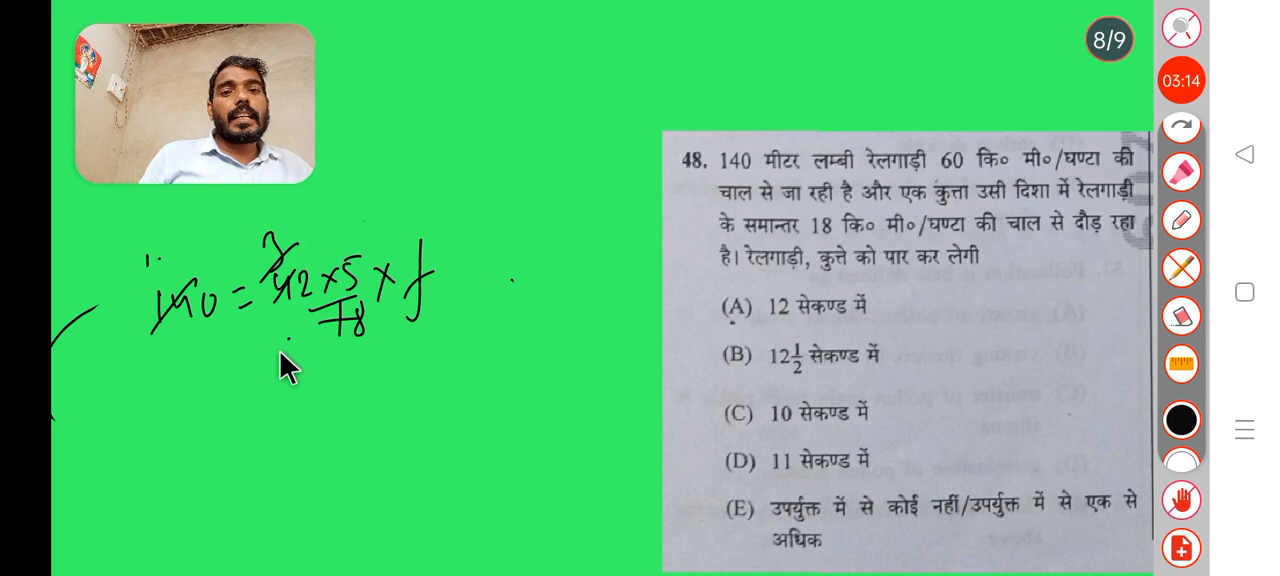 8/9
03:14
140 = 42 × 5 / 18 × t
48. 140 मीटर लम्बी रेलगाड़ी 60 कि० मी०/घण्टा की
चाल से जा रही है और एक कुत्ता उसी दिशा में रेलगाड़ी
के समान्तर 18 कि० मी०/घण्टा की चाल से दौड़ रहा
है। रेलगाड़ी, कुत्ते को पार कर लेगी
(A) 12 सेकण्ड में
(B) 12 1/2 सेकण्ड में
(C) 10 सेकण्ड में
(D) 11 सेकण्ड में
(E) उपर्युक्त में से कोई नहीं/उपर्युक्त में से एक से
अधिक